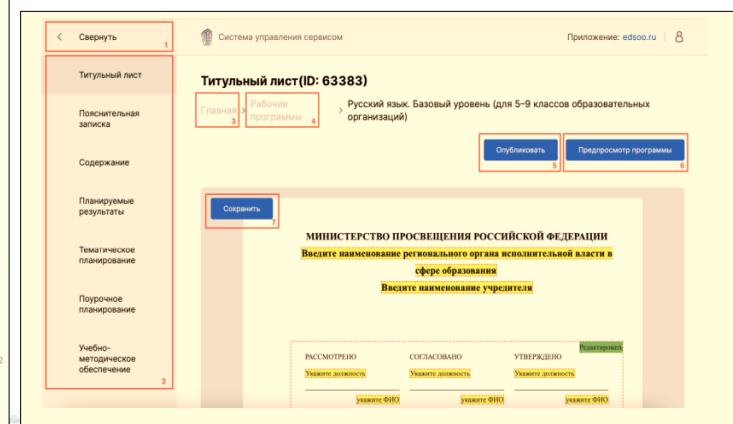 Свернуть
1
Система управления сервисом
Приложение: edsoo.ru
Титульный лист
Пояснительная
записка
Содержание
Планируемые
результаты
Тематическое
планирование
Поурочное
планирование
Учебно-
методическое
обеспечение
2
Титульный лист(ID: 63383)
Главная
3
>
Рабочие
программы
4
> Русский язык. Базовый уровень (для 5–9 классов образовательных
организаций)
Опубликовать
5
Предпросмотр программы
6
Сохранить
7
МИНИСТЕРСТВО ПРОСВЕЩЕНИЯ РОССИЙСКОЙ ФЕДЕРАЦИИ
Введите наименование регионального органа исполнительной власти в
сфере образования
Введите наименование учредителя
Редактировать
РАССМОТРЕНО СОГЛАСОВАНО УТВЕРЖДЕНО
Укажите должность Укажите должность Укажите должность
укажите ФИО укажите ФИО укажите ФИО
2